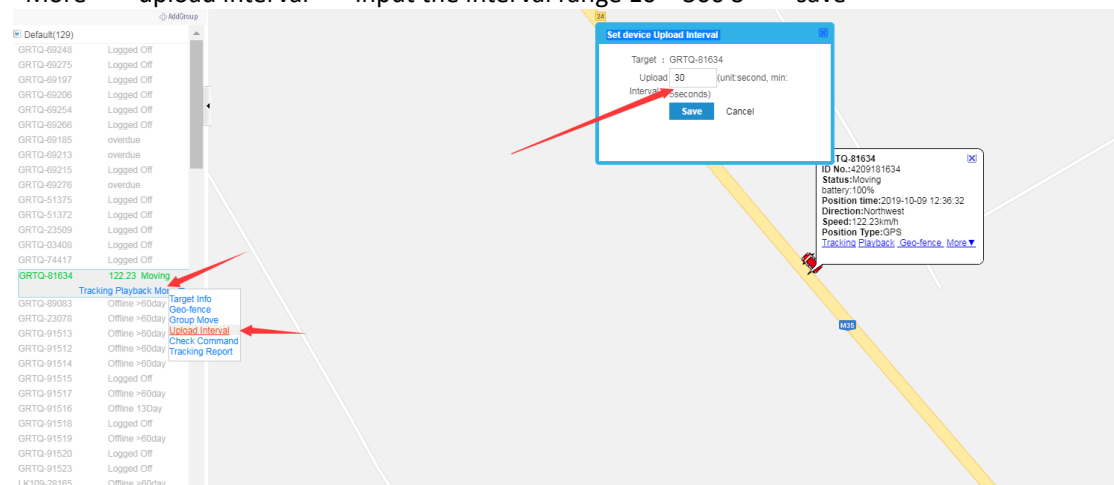 More upload interval input the interval range 10 300 s save
AddGroup
Default(129)
GRTQ-69248 Logged Off
GRTQ-69275 Logged Off
GRTQ-69197 Logged Off
GRTQ-69206 Logged Off
GRTQ-69254 Logged Off
GRTQ-69266 Logged Off
GRTQ-69185 overdue
GRTQ-69213 overdue
GRTQ-69215 Logged Off
GRTQ-69276 overdue
GRTQ-51375 Logged Off
GRTQ-51372 Logged Off
GRTQ-23509 Logged Off
GRTQ-03408 Logged Off
GRTQ-74417 Logged Off
GRTQ-81634 122.23 Moving
Tracking Playback Mor
GRTQ-89083 Offline >60day
GRTQ-23078 Offline >60day
GRTQ-91513 Offline >60day
GRTQ-91512 Offline >60day
GRTQ-91514 Offline >60day
GRTQ-91515 Logged Off
GRTQ-91517 Offline >60day
GRTQ-91516 Offline 13Day
GRTQ-91518 Logged Off
GRTQ-91519 Offline >60day
GRTQ-91520 Logged Off
GRTQ-91523 Logged Off
LK109-28165 Offline >60day
Target Info
Geo-fence
Group Move
Upload Interval
Check Command
Tracking Report
24
Set device Upload Interval
Target : GRTQ-81634
Upload 30 (unit:second, min:
Interval 5seconds)
Save Cancel
TQ-81634
ID No.:4209181634
Status:Moving
battery:100%
Position time:2019-10-09 12:36:32
Direction:Northwest
Speed:122.23km/h
Position Type:GPS
Tracking Playback Geo-fence More▼
M35